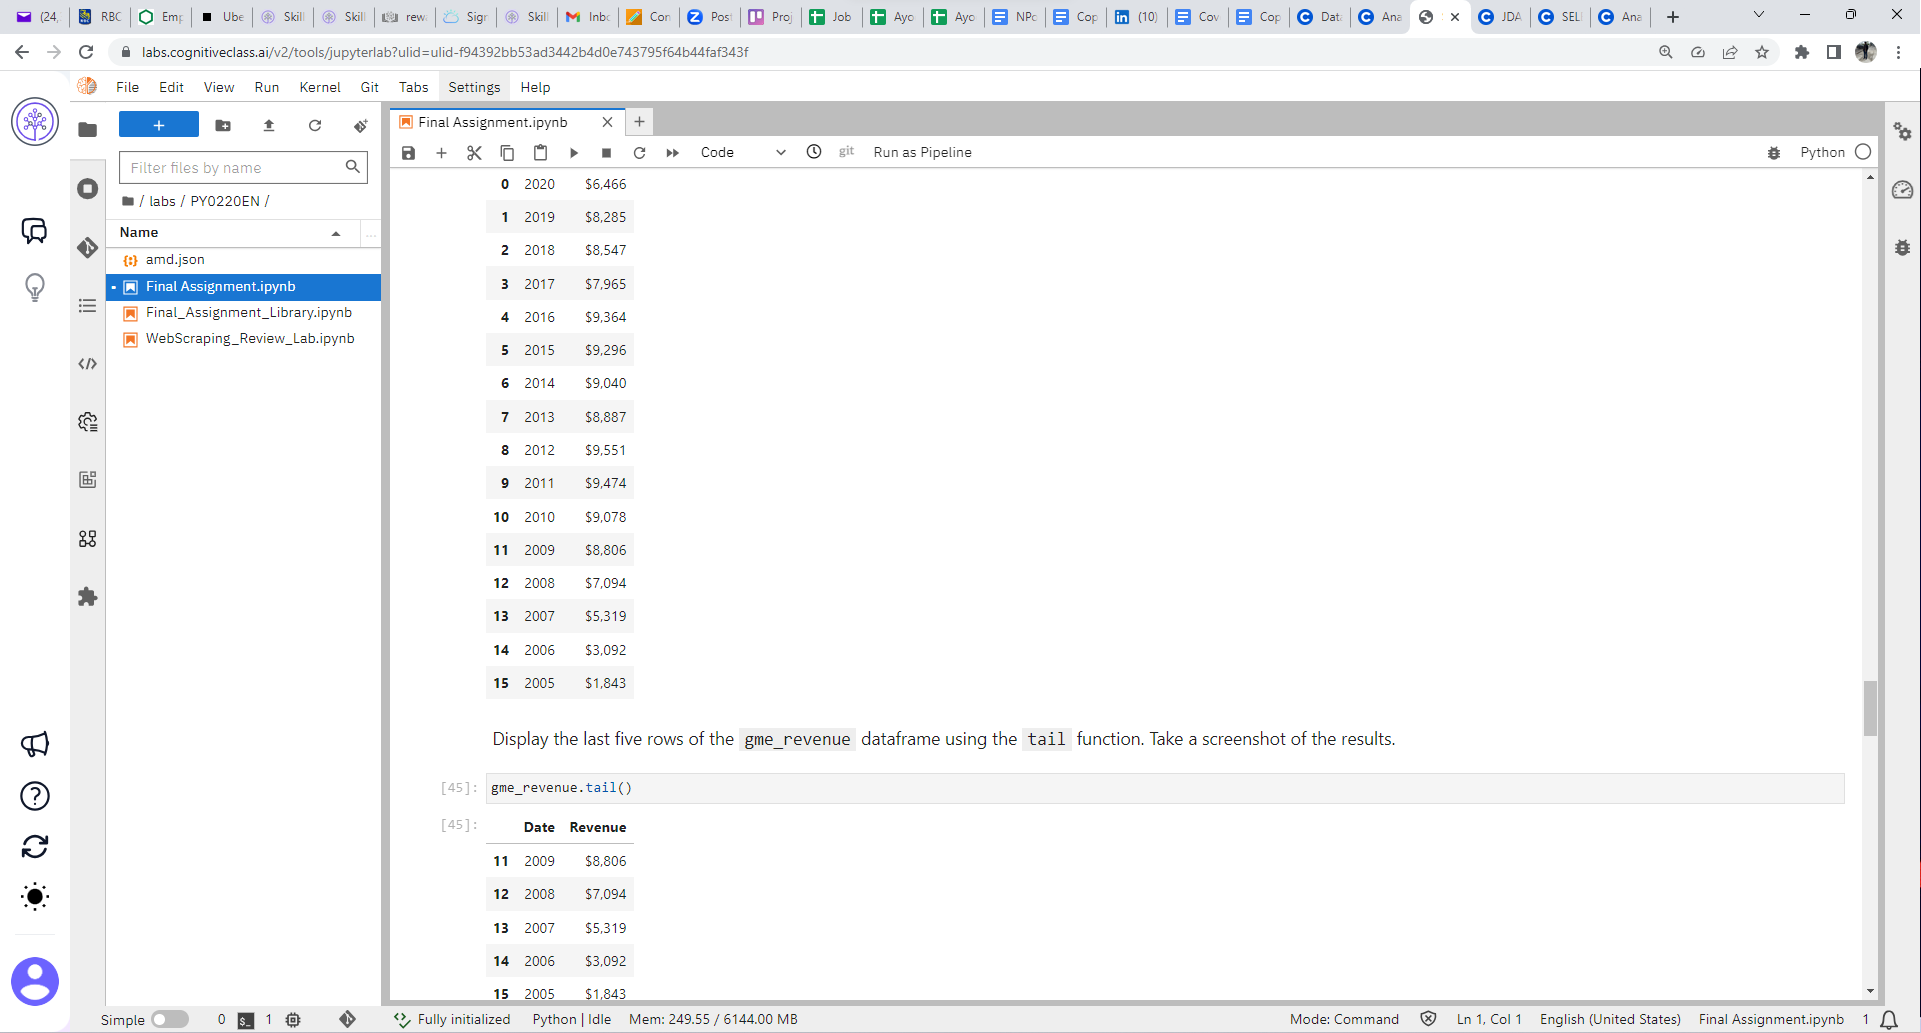 (24, RBC Emp Ube Skill Skill rewa Sign Skill Inbo Con Post Proj Job Ayo Ayo NPo Cop (10) Cov Cop Data Ana S JDA SEL Ana
labs.cognitiveclass.ai/v2/tools/jupyterlab?ulid=ulid-f94392bb53ad3442b4d0e743795f64b44faf343f
File Edit View Run Kernel Git Tabs Settings Help
Final Assignment.ipynb
Code git Run as Pipeline Python
Filter files by name
/ labs / PY0220EN /
Name ...
amd.json
Final Assignment.ipynb
Final_Assignment_Library.ipynb
WebScraping_Review_Lab.ipynb
0 2020 $6,466
1 2019 $8,285
2 2018 $8,547
3 2017 $7,965
4 2016 $9,364
5 2015 $9,296
6 2014 $9,040
7 2013 $8,887
8 2012 $9,551
9 2011 $9,474
10 2010 $9,078
11 2009 $8,806
12 2008 $7,094
13 2007 $5,319
14 2006 $3,092
15 2005 $1,843
Display the last five rows of the gme_revenue dataframe using the tail function. Take a screenshot of the results.
[45]: gme_revenue.tail()
[45]: Date Revenue
11 2009 $8,806
12 2008 $7,094
13 2007 $5,319
14 2006 $3,092
15 2005 $1,843
Simple 0 $_ 1 Fully initialized Python | Idle Mem: 249.55 / 6144.00 MB Mode: Command Ln 1, Col 1 English (United States) Final Assignment.ipynb 1